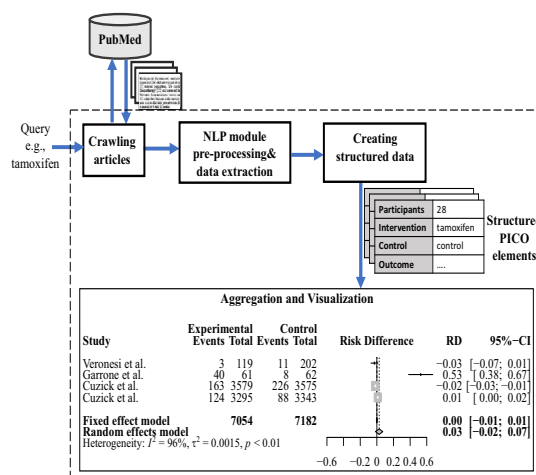 PubMed
Query
e.g.,
tamoxifen
Crawling
articles
NLP module
pre-processing&
data extraction
Creating
structured data
Participants 28
Intervention tamoxifen
Control control
Outcome ....
Structured
PICO
elements
Aggregation and Visualization
Experimental Control
Study Events Total Events Total Risk Difference RD 95%-CI
Veronesi et al. 3 119 11 202 −0.03 [−0.07; 0.01]
Garrone et al. 40 61 8 62 0.53 [0.38; 0.67]
Cuzick et al. 163 3579 226 3575 −0.02 [−0.03; −0.01]
Cuzick et al. 124 3295 88 3343 0.01 [0.00; 0.02]
Fixed effect model 7054 7182 0.00 [−0.01; 0.01]
Random effects model 0.03 [−0.02; 0.07]
Heterogeneity: I² = 96%, τ² = 0.0015, p < 0.01
−0.6 −0.2 0 0.2 0.4 0.6